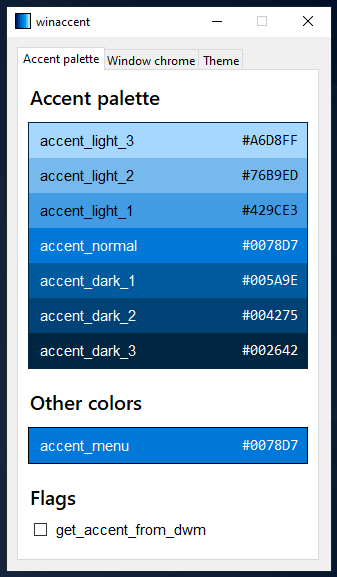 winaccent
Accent palette Window chrome Theme
Accent palette
accent_light_3 #A6D8FF
accent_light_2 #76B9ED
accent_light_1 #429CE3
accent_normal #0078D7
accent_dark_1 #005A9E
accent_dark_2 #004275
accent_dark_3 #002642
Other colors
accent_menu #0078D7
Flags
get_accent_from_dwm